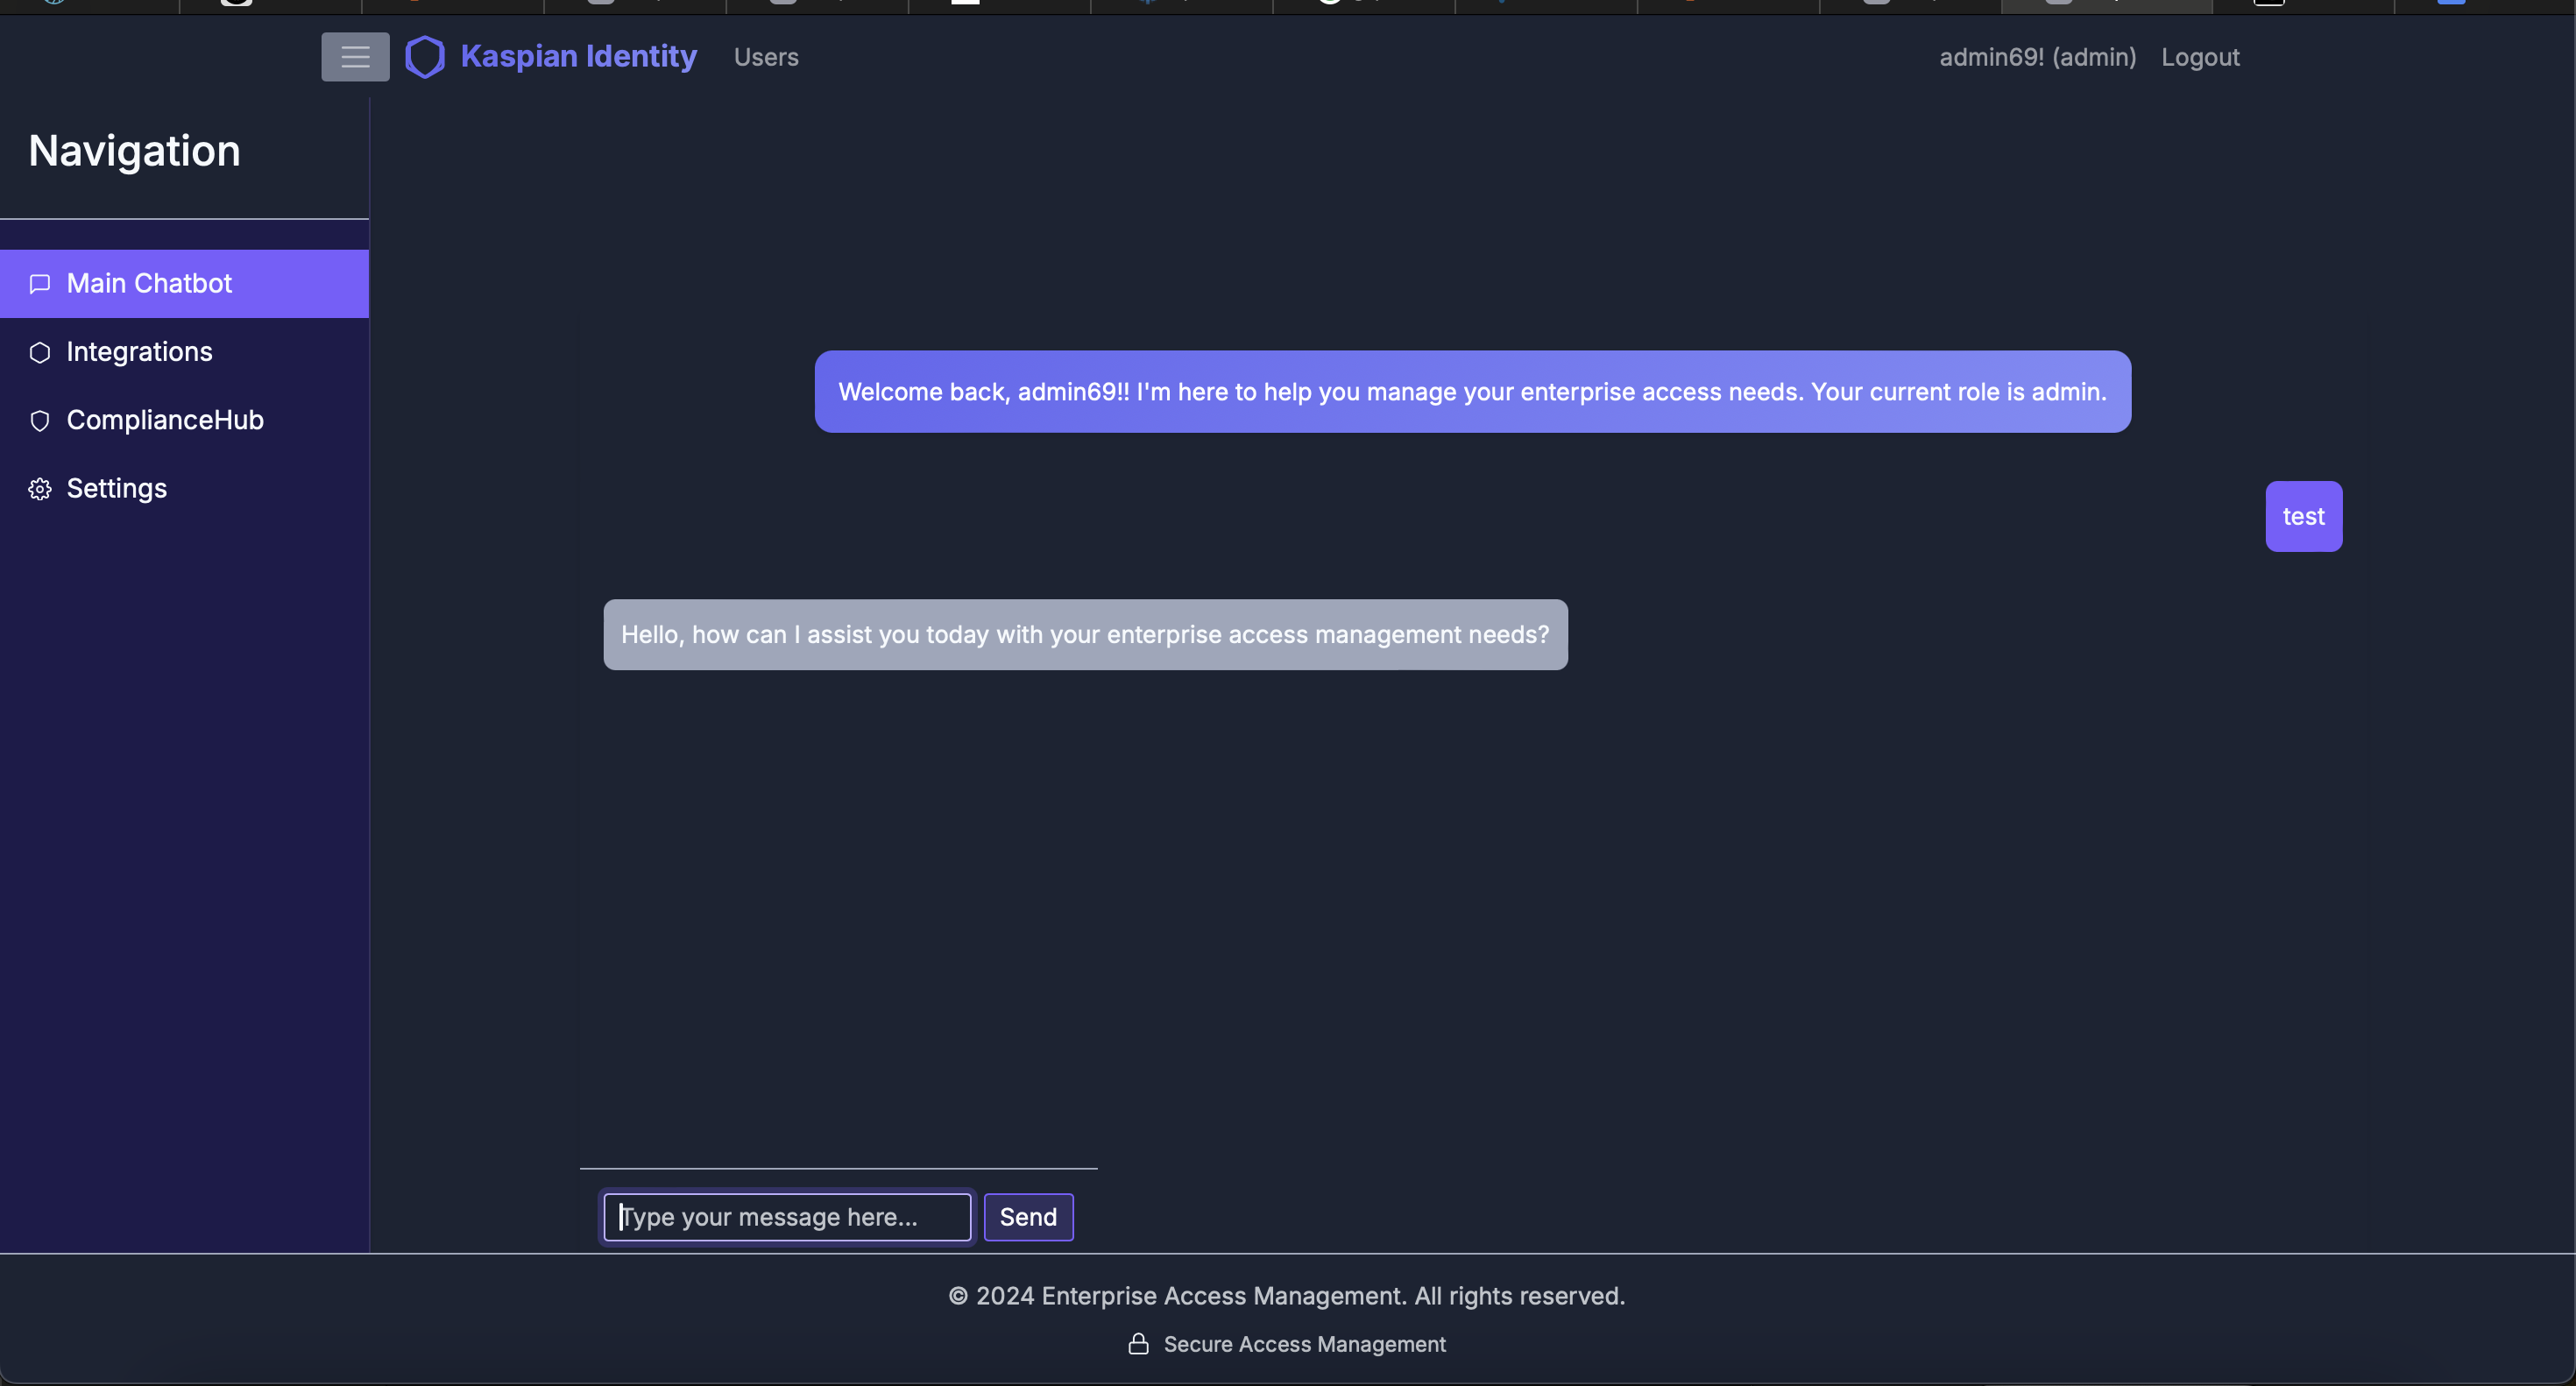 Kaspian Identity Users admin69! (admin) Logout
Navigation
Main Chatbot
Integrations
ComplianceHub
Settings
Welcome back, admin69!! I'm here to help you manage your enterprise access needs. Your current role is admin.
test
Hello, how can I assist you today with your enterprise access management needs?
Type your message here...
Send
© 2024 Enterprise Access Management. All rights reserved.
Secure Access Management